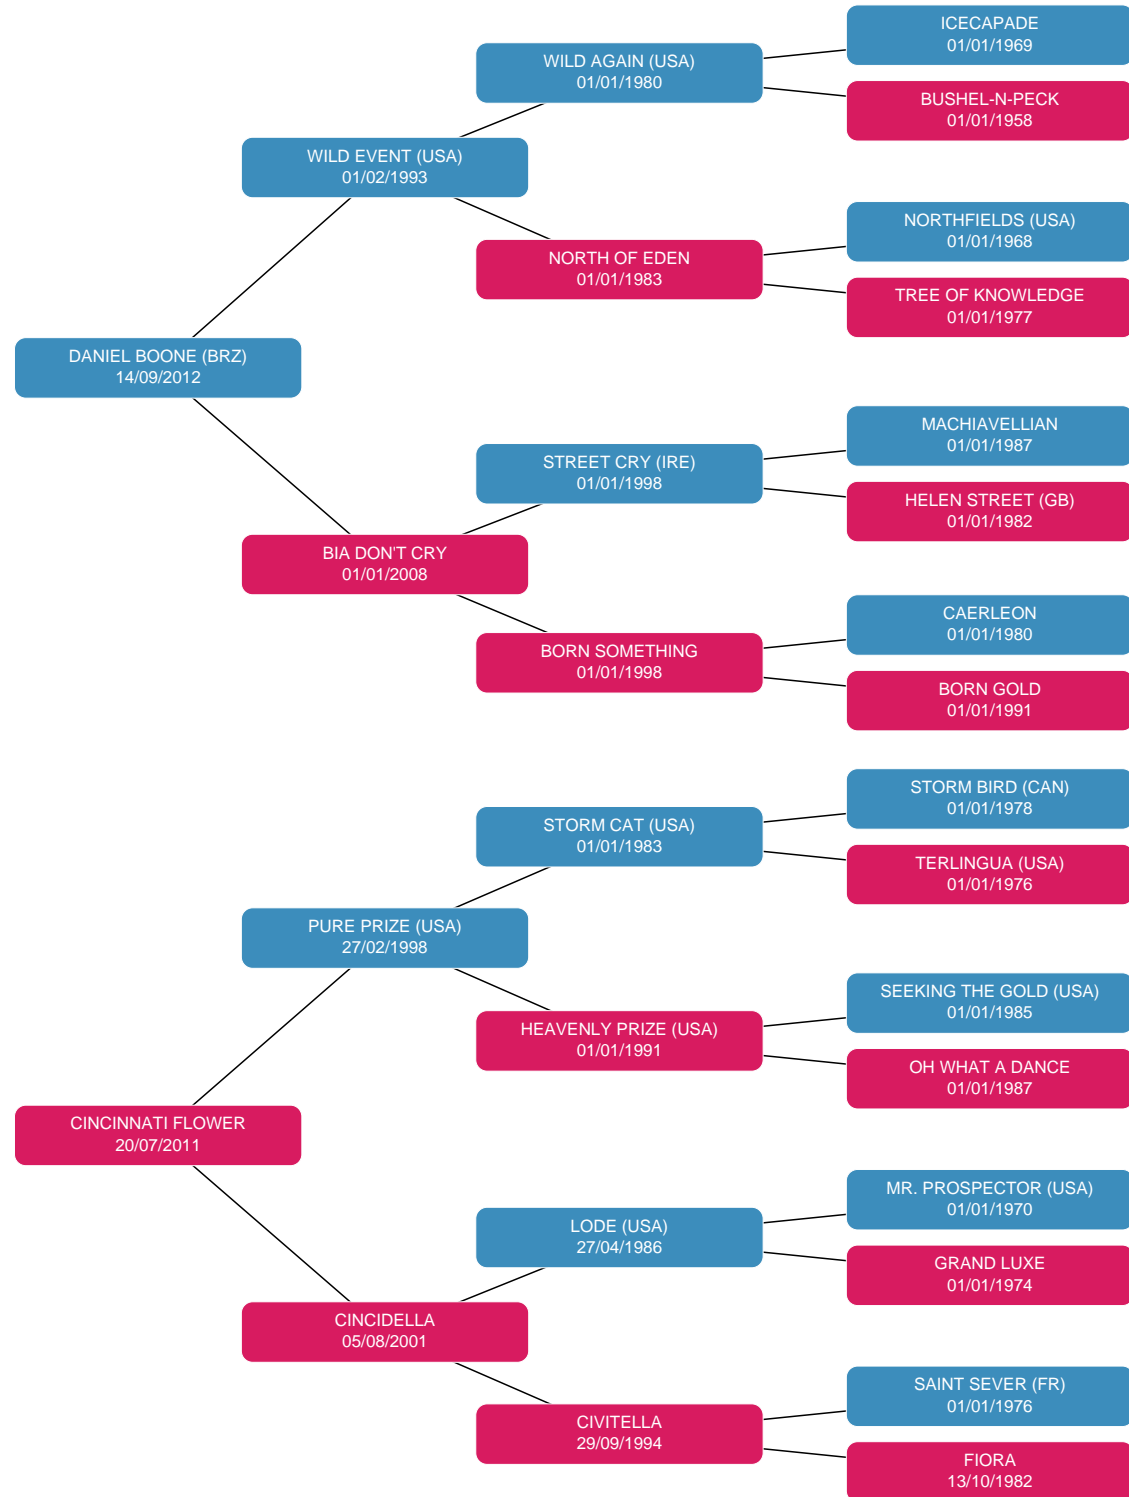 ICECAPADE
01/01/1969
WILD AGAIN (USA)
01/01/1980
BUSHEL-N-PECK
01/01/1958
WILD EVENT (USA)
01/02/1993
NORTHFIELDS (USA)
01/01/1968
NORTH OF EDEN
01/01/1983
TREE OF KNOWLEDGE
01/01/1977
DANIEL BOONE (BRZ)
14/09/2012
MACHIAVELLIAN
01/01/1987
STREET CRY (IRE)
01/01/1998
HELEN STREET (GB)
01/01/1982
BIA DON'T CRY
01/01/2008
CAERLEON
01/01/1980
BORN SOMETHING
01/01/1998
BORN GOLD
01/01/1991
STORM BIRD (CAN)
01/01/1978
STORM CAT (USA)
01/01/1983
TERLINGUA (USA)
01/01/1976
PURE PRIZE (USA)
27/02/1998
SEEKING THE GOLD (USA)
01/01/1985
HEAVENLY PRIZE (USA)
01/01/1991
OH WHAT A DANCE
01/01/1987
CINCINNATI FLOWER
20/07/2011
MR. PROSPECTOR (USA)
01/01/1970
LODE (USA)
27/04/1986
GRAND LUXE
01/01/1974
CINCIDELLA
05/08/2001
SAINT SEVER (FR)
01/01/1976
CIVITELLA
29/09/1994
FIORA
13/10/1982